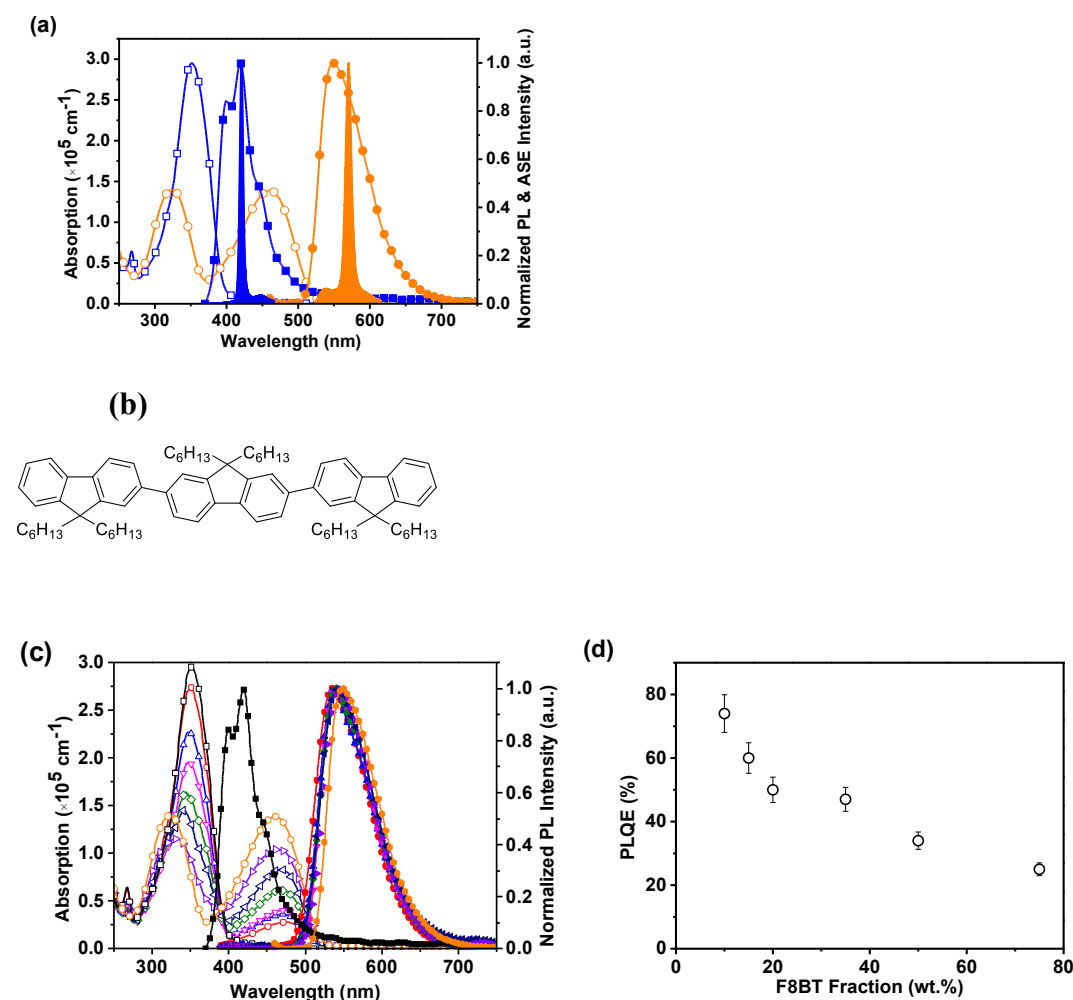 (a)
3.0
2.5
2.0
1.5
1.0
0.5
0.0
Absorption (×10⁵ cm⁻¹)
1.0
0.8
0.6
0.4
0.2
0.0
Normalized PL & ASE Intensity (a.u.)
300 400 500 600 700
Wavelength (nm)
(b)
C6H13 C6H13
C6H13 C6H13 C6H13 C6H13
(c)
3.0
2.5
2.0
1.5
1.0
0.5
0.0
Absorption (×10⁵ cm⁻¹)
1.0
0.8
0.6
0.4
0.2
0.0
Normalized PL Intensity (a.u.)
300 400 500 600 700
Wavelength (nm)
(d)
80
60
40
20
0
PLQE (%)
0 20 40 60 80
F8BT Fraction (wt.%)